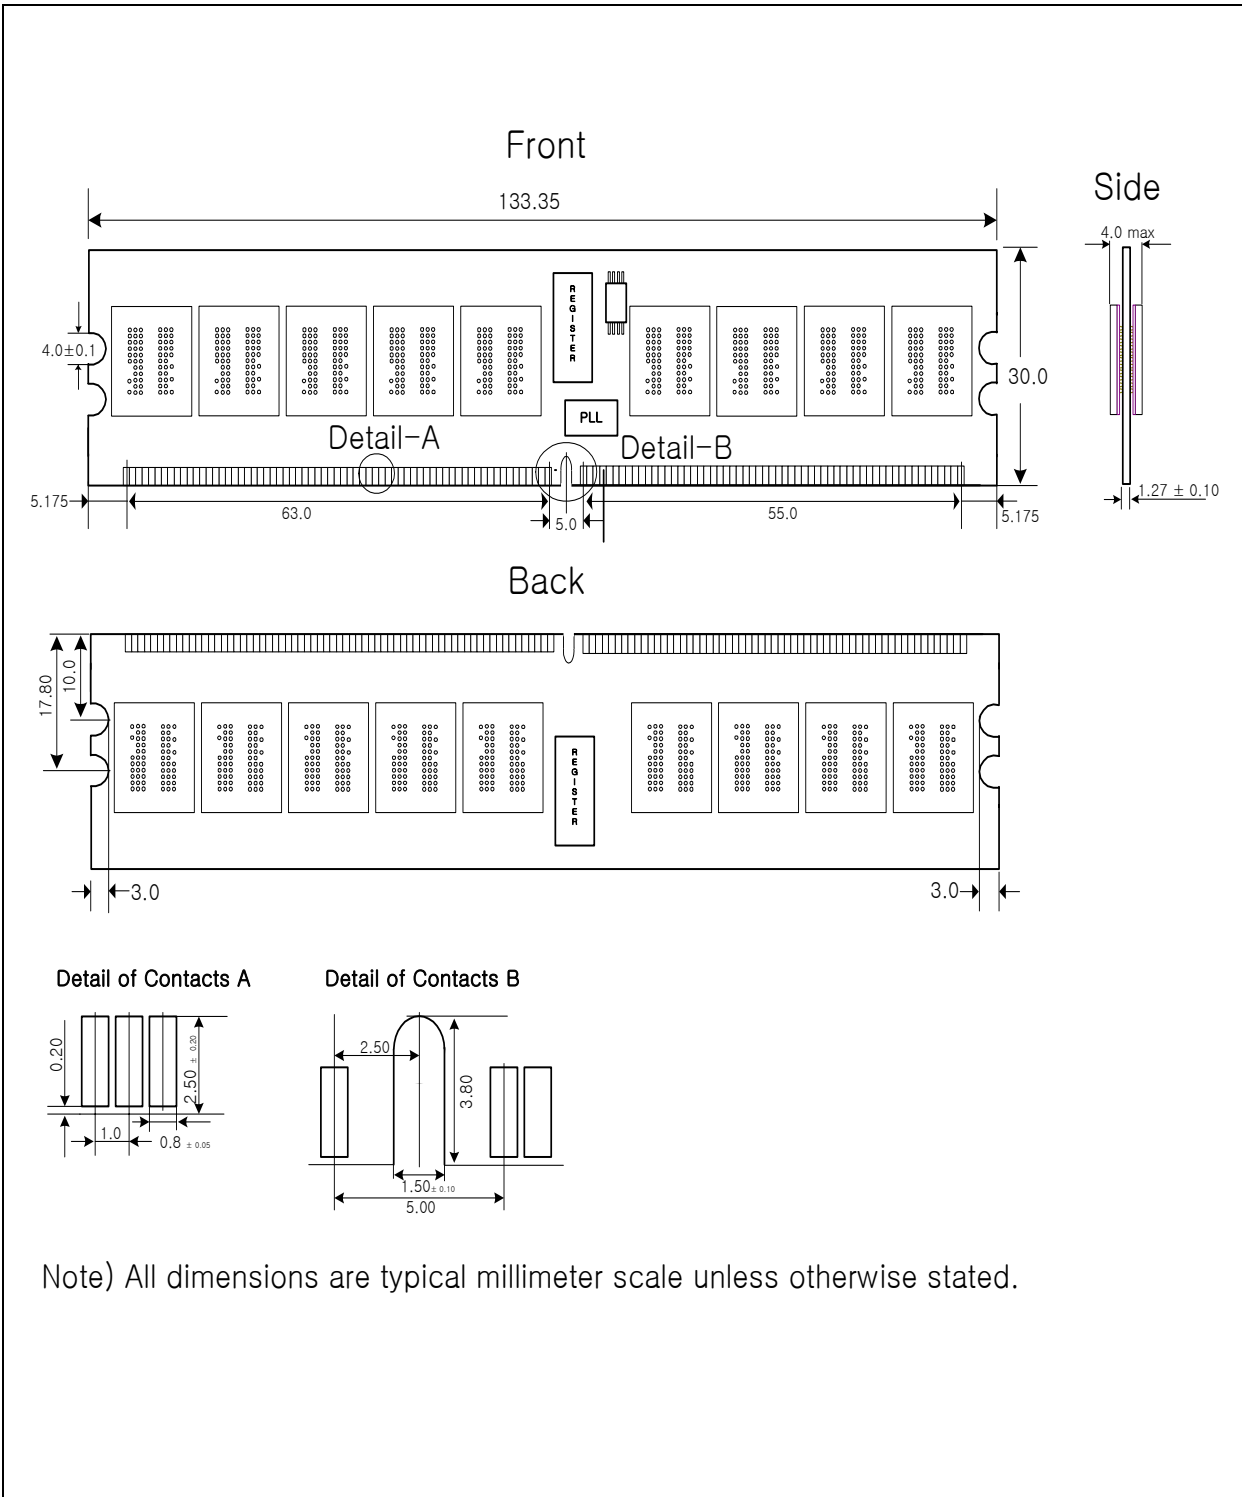 Front
133.35
Side
4.0 max
REGISTER
4.0±0.1
30.0
PLL
Detail-A
Detail-B
5.175
63.0
5.0
55.0
5.175
1.27 ± 0.10
Back
17.80
10.0
REGISTER
3.0
3.0
Detail of Contacts A
Detail of Contacts B
0.20
2.50 ± 0.20
1.0
0.8 ± 0.05
2.50
3.80
1.50± 0.10
5.00
Note) All dimensions are typical millimeter scale unless otherwise stated.